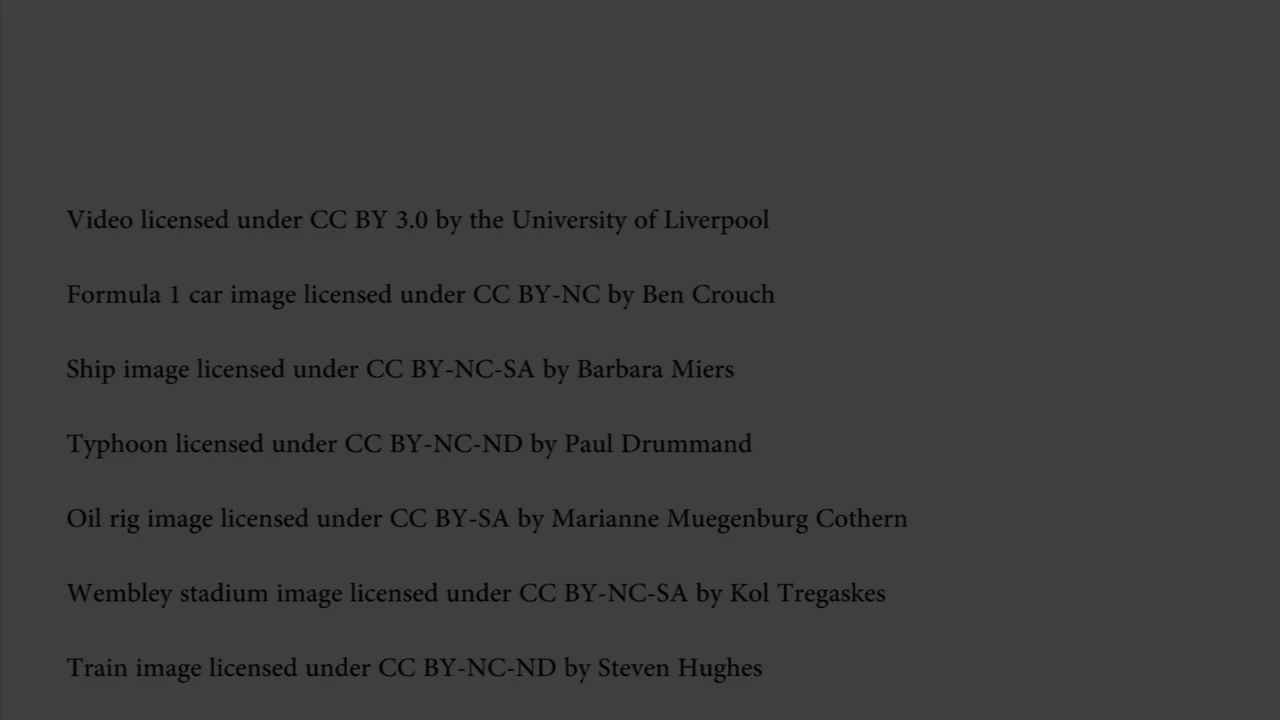 Video licensed under CC BY 3.0 by the University of Liverpool
Formula 1 car image licensed under CC BY-NC by Ben Crouch
Ship image licensed under CC BY-NC-SA by Barbara Miers
Typhoon licensed under CC BY-NC-ND by Paul Drummand
Oil rig image licensed under CC BY-SA by Marianne Muegenburg Cothern
Wembley stadium image licensed under CC BY-NC-SA by Kol Tregaskes
Train image licensed under CC BY-NC-ND by Steven Hughes